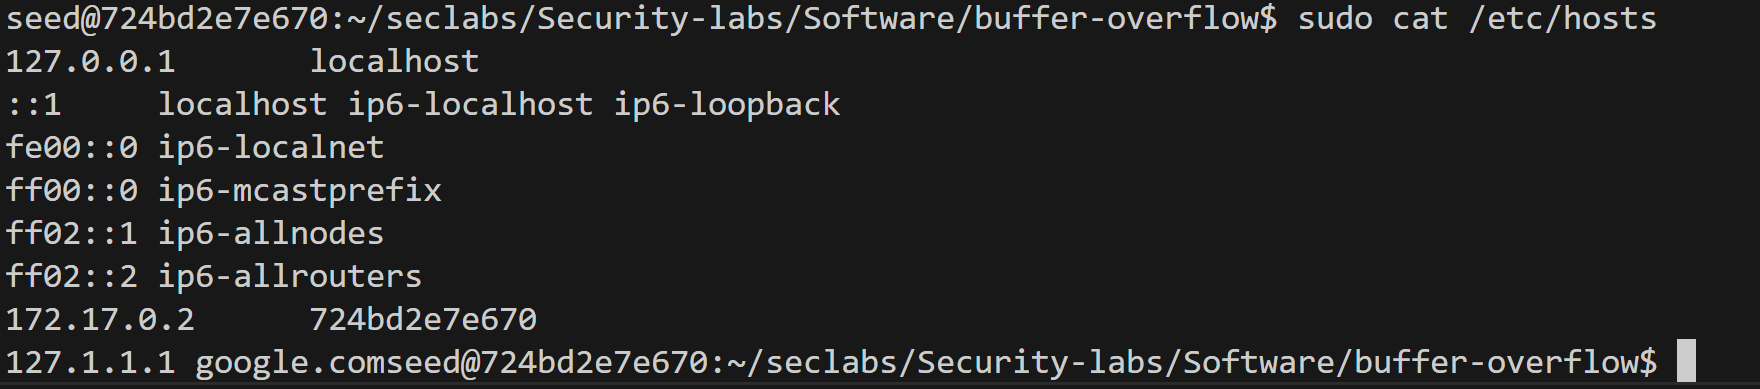 seed@724bd2e7e670:~/seclabs/Security-labs/Software/buffer-overflow$ sudo cat /etc/hosts
127.0.0.1       localhost
::1     localhost ip6-localhost ip6-loopback
fe00::0 ip6-localnet
ff00::0 ip6-mcastprefix
ff02::1 ip6-allnodes
ff02::2 ip6-allrouters
172.17.0.2      724bd2e7e670
127.1.1.1 google.comseed@724bd2e7e670:~/seclabs/Security-labs/Software/buffer-overflow$